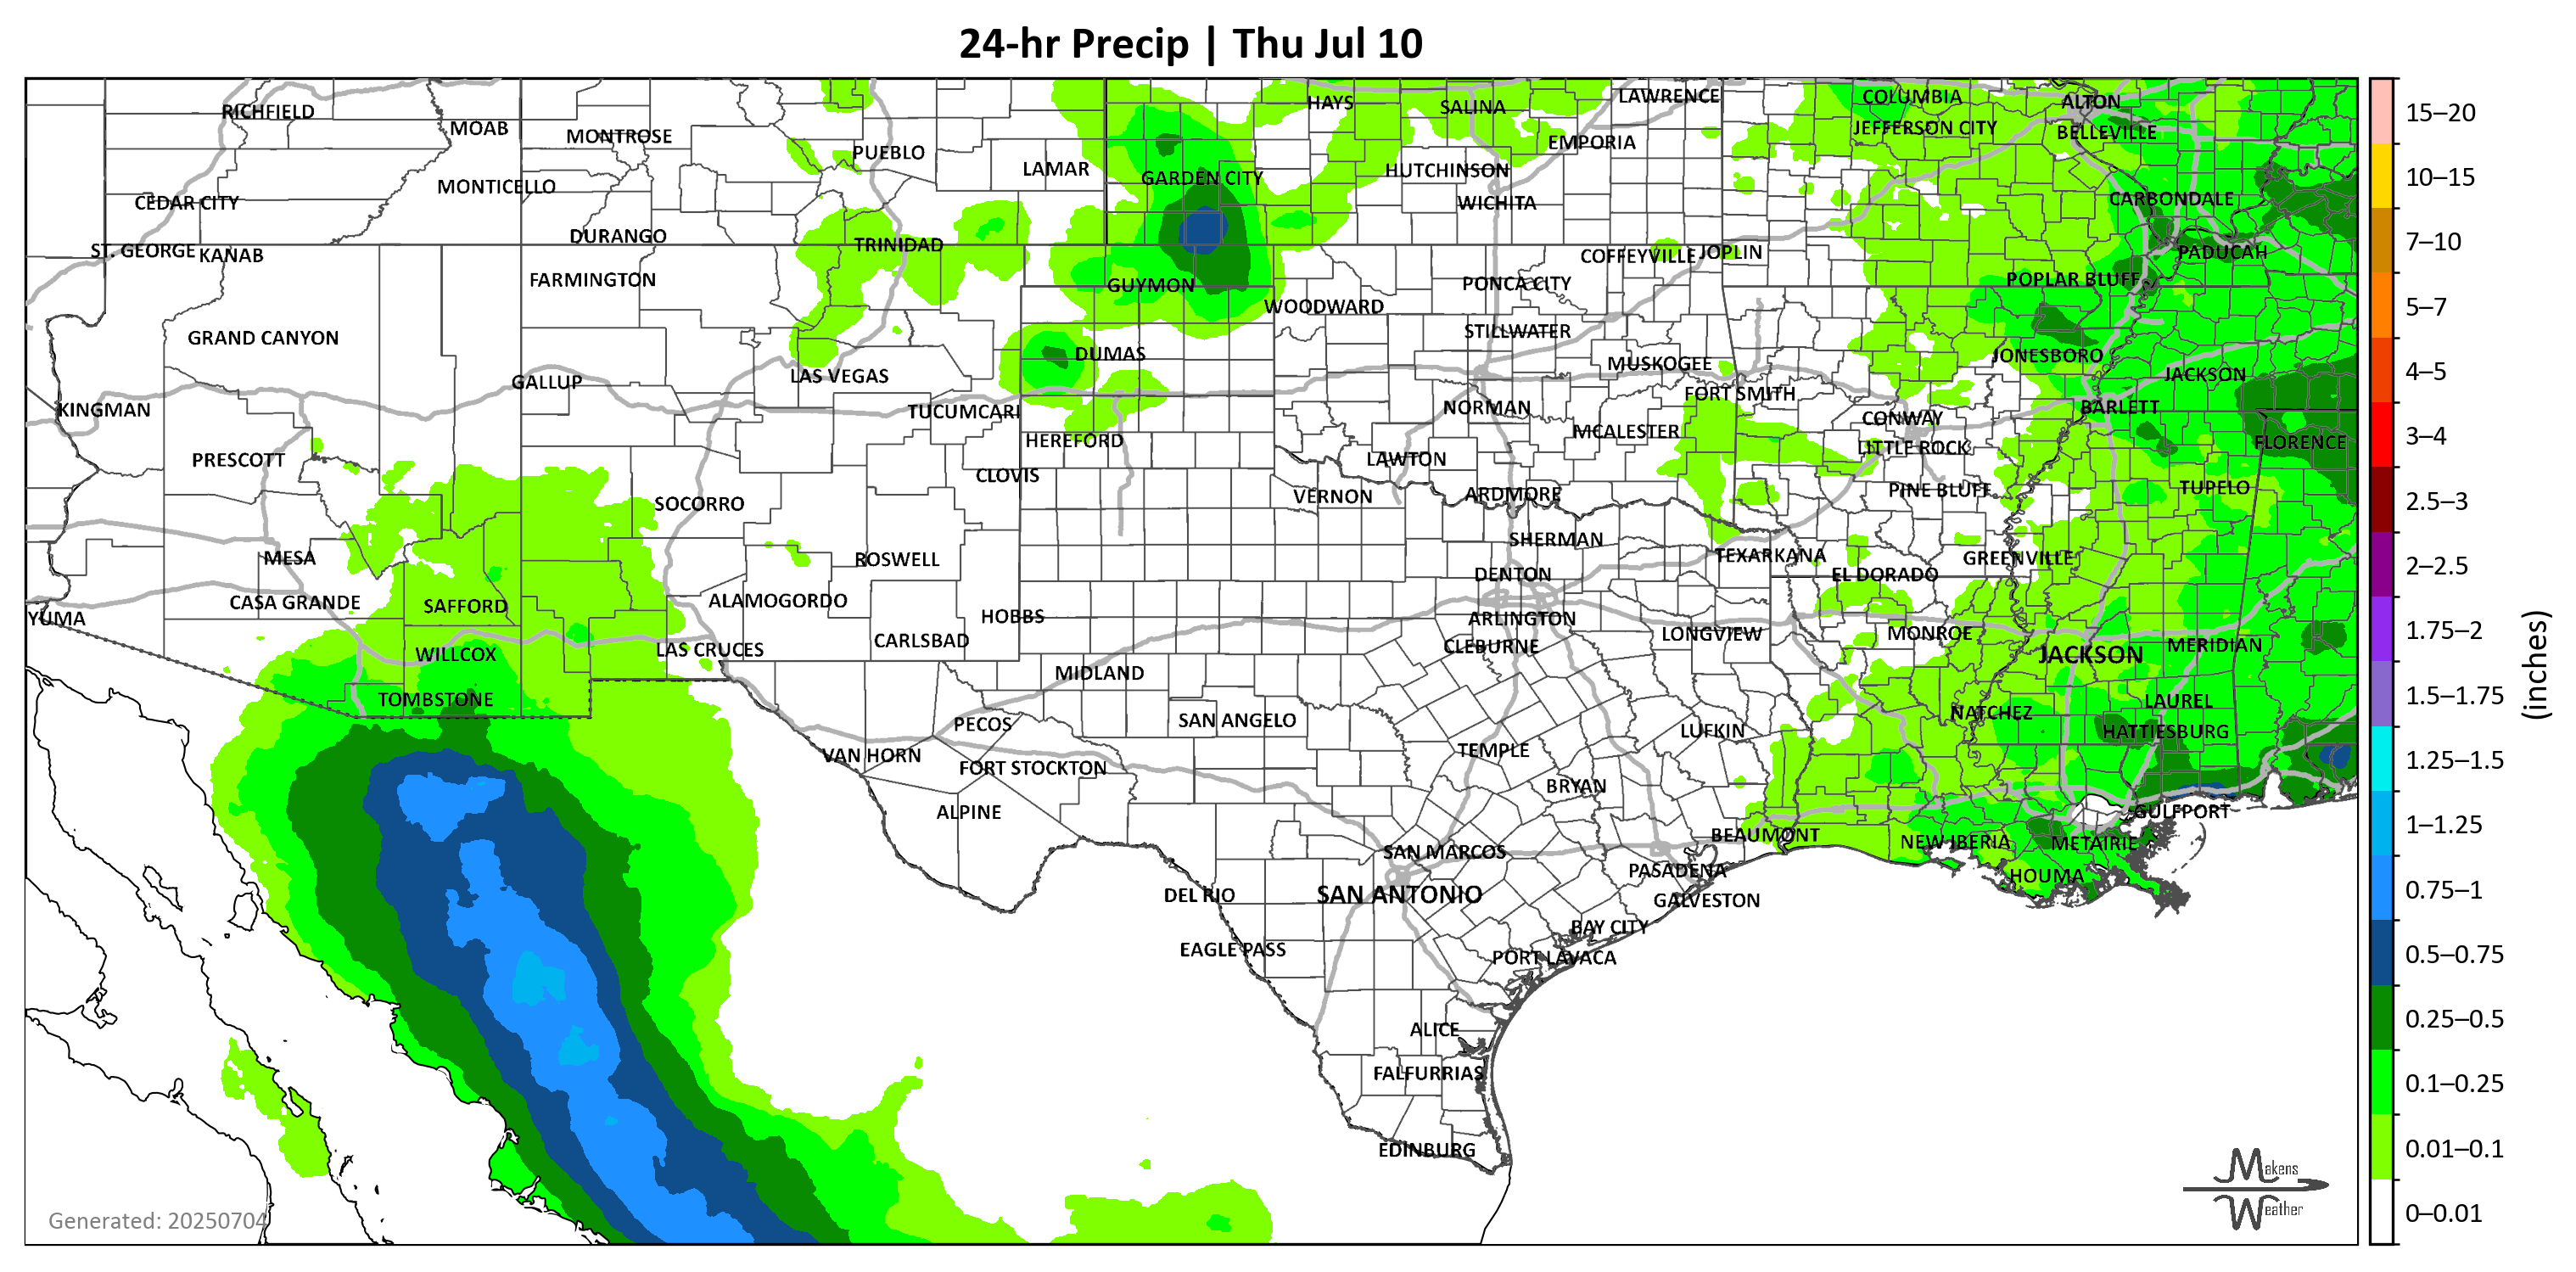 24-hr Precip | Thu Jul 10
RICHFIELD
MOAB
MONTROSE
PUEBLO
LAMAR
HAYS
SALINA
LAWRENCE
COLUMBIA
ALTON
JEFFERSON CITY
BELLEVILLE
EMPORIA
HUTCHINSON
GARDEN CITY
MONTICELLO
CEDAR CITY
WICHITA
CARBONDALE
DURANGO
TRINIDAD
ST. GEORGE
KANAB
COFFEYVILLE
JOPLIN
PADUCAH
FARMINGTON
GUYMON
PONCA CITY
POPLAR BLUFF
WOODWARD
GRAND CANYON
STILLWATER
DUMAS
JONESBORO
MUSKOGEE
GALLUP
LAS VEGAS
JACKSON
FORT SMITH
KINGMAN
TUCUMCARI
NORMAN
BARLETT
CONWAY
HEREFORD
MCALESTER
LITTLE ROCK
FLORENCE
PRESCOTT
LAWTON
CLOVIS
SOCORRO
VERNON
ARDMORE
PINE BLUFF
TUPELO
MESA
ROSWELL
SHERMAN
TEXARKANA
GREENVILLE
DENTON
EL DORADO
CASA GRANDE
SAFFORD
ALAMOGORDO
HOBBS
ARLINGTON
YUMA
CARLSBAD
CLEBURNE
LONGVIEW
MONROE
WILLCOX
LAS CRUCES
JACKSON
MERIDIAN
MIDLAND
TOMBSTONE
LAUREL
PECOS
SAN ANGELO
NATCHEZ
LUFKIN
HATTIESBURG
VAN HORN
FORT STOCKTON
TEMPLE
BRYAN
ALPINE
GULFPORT
BEAUMONT
NEW IBERIA
METAIRIE
SAN MARCOS
PASADENA
HOUMA
DEL RIO
SAN ANTONIO
GALVESTON
BAY CITY
EAGLE PASS
PORT LAVACA
ALICE
FALFURRIAS
EDINBURG
Generated: 20250704
Makens
Weather
15–20
10–15
7–10
5–7
4–5
3–4
2.5–3
2–2.5
1.75–2
1.5–1.75
1.25–1.5
1–1.25
0.75–1
0.5–0.75
0.25–0.5
0.1–0.25
0.01–0.1
0–0.01
(inches)